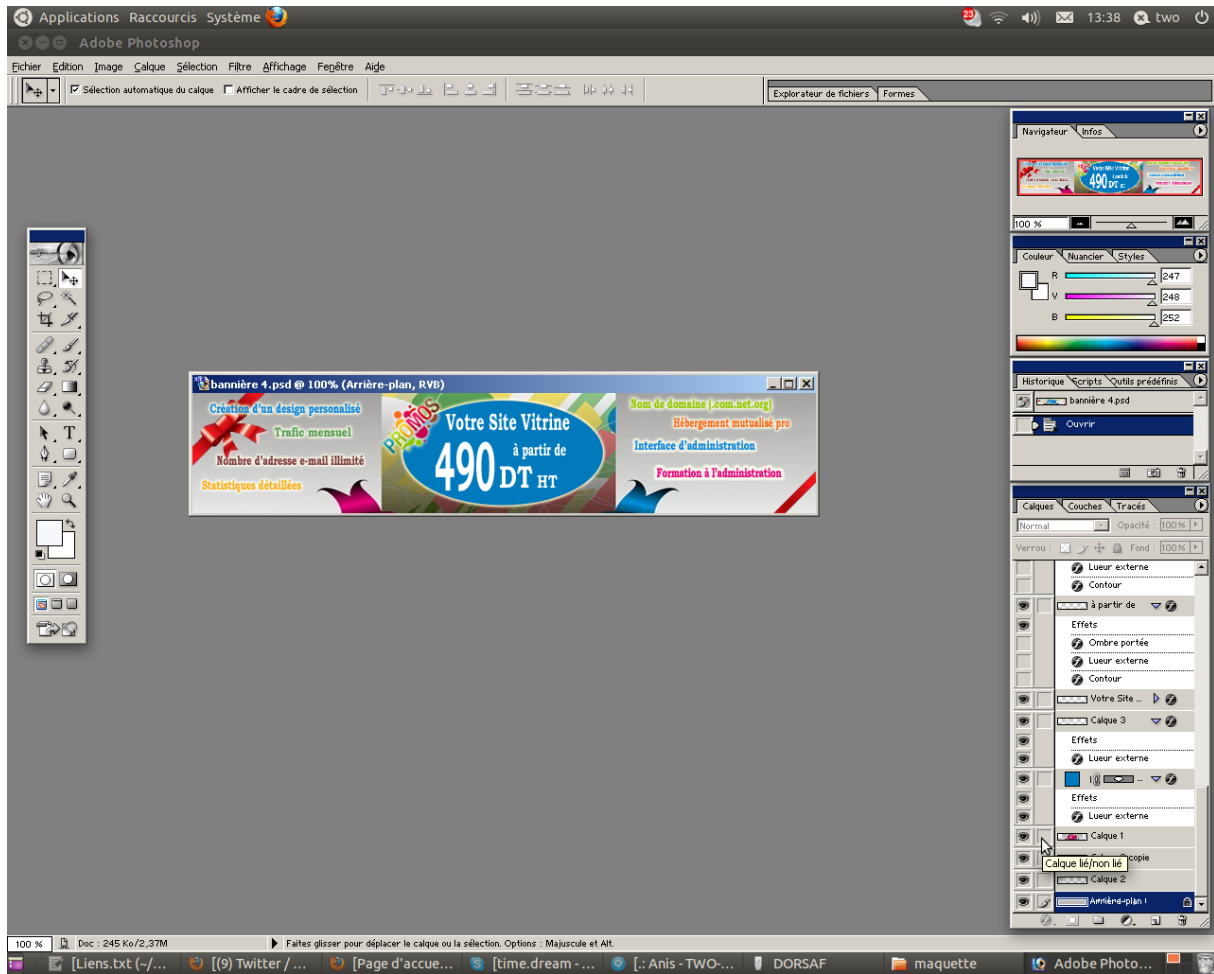 Applications Raccourcis Système
23
13:38 two
Adobe Photoshop
Eichier Edition Image Calque Sélection Filtre Affichage Fenêtre Aide
Sélection automatique du calque Afficher le cadre de sélection
Explorateur de fichiers Formes
Navigateur Infos
100 %
Couleur Nuancier Styles
R 247
V 248
B 252
Historique Scripts Outils prédéfinis
bannière 4.psd
Ouvrir
bannière 4.psd @ 100% (Arrière-plan, RVB)
Création d'un design personalisé
Trafic mensuel
Nombre d'adresse e-mail illimité
Statistiques détaillées
PROMOS
Votre Site Vitrine
à partir de
490 DT HT
Nom de domaine (.com.net.org)
Hébergement mutualisé pro
Interface d'administration
Formation à l'administration
Calques Couches Tracés
Normal Opacité : 100%
Verrou : Fond : 100%
Lueur externe
Contour
à partir de
Effets
Ombre portée
Lueur externe
Contour
Votre Site ...
Calque 3
Effets
Lueur externe
Effets
Lueur externe
Calque 1
copie
Calque lié/non lié
Calque 2
Arrière-plan
100 % Doc : 245 Ko/2,37M Faites glisser pour déplacer le calque ou la sélection. Options : Majuscule et Alt.
[Liens.txt (~/... [(9) Twitter / ... [Page d'accue... [time.dream - ... [.: Anis - TWO-... DORSAF maquette Adobe Photo...